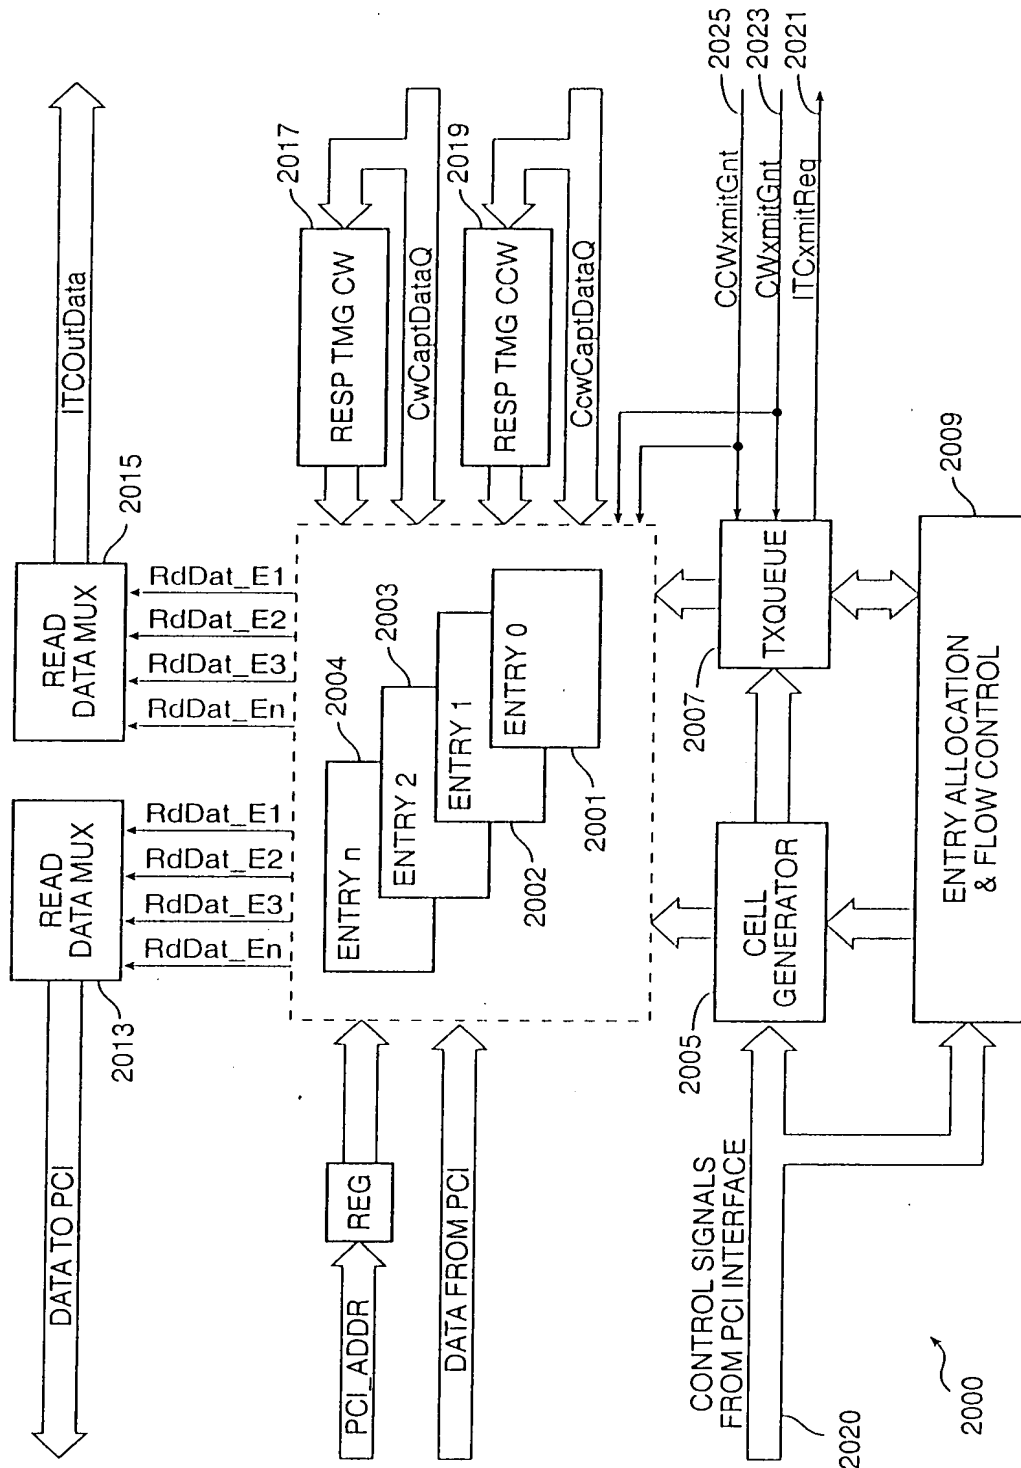 DATA TO PCI
2013
READ
DATA MUX
RdDat_En
RdDat_E3
RdDat_E2
RdDat_E1
READ
DATA MUX
2015
RdDat_En
RdDat_E3
RdDat_E2
RdDat_E1
ITCOutData
PCI_ADDR
REG
DATA FROM PCI
ENTRY n
2004
ENTRY 2
2003
ENTRY 1
2002
ENTRY 0
2001
RESP TMG CW
2017
CwCaptDataQ
RESP TMG CCW
2019
CcwCaptDataQ
CONTROL SIGNALS
FROM PCI INTERFACE
2020
2005
CELL
GENERATOR
2007
TXQUEUE
CCWxmitGnt
2025
CWxmitGnt
2023
ITCxmitReq
2021
ENTRY ALLOCATION
& FLOW CONTROL
2009
2000